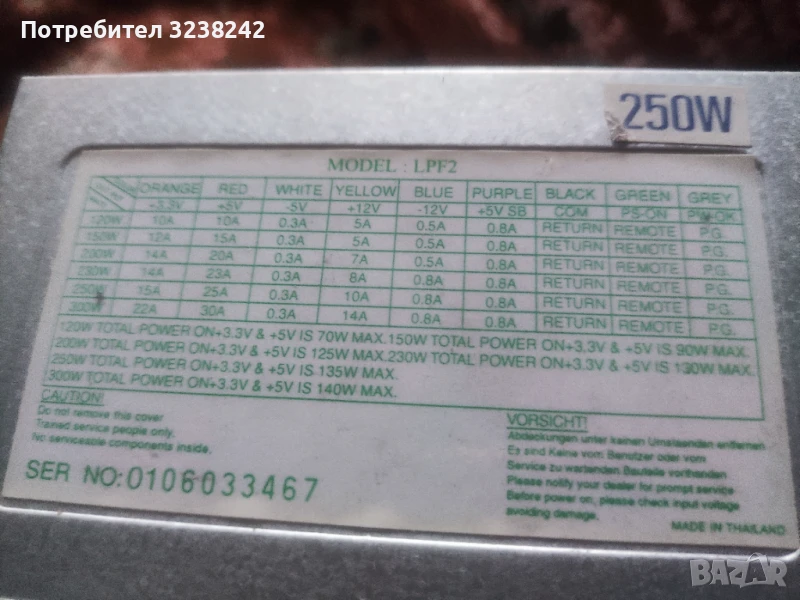 Потребител 3238242
250W
MODEL : LPF2
ORANGE RED WHITE YELLOW BLUE PURPLE BLACK GREEN GREY
+3.3V +5V -5V +12V -12V +5V SB COM PS-ON PW-OK
120W 10A 10A 0.3A 5A 0.5A 0.8A RETURN REMOTE P.G.
150W 12A 15A 0.3A 5A 0.5A 0.8A RETURN REMOTE P.G.
200W 14A 20A 0.3A 7A 0.5A 0.8A RETURN REMOTE P.G.
230W 14A 23A 0.3A 8A 0.8A 0.8A RETURN REMOTE P.G.
250W 15A 25A 0.3A 10A 0.8A 0.8A RETURN REMOTE P.G.
300W 22A 30A 0.3A 14A 0.8A 0.8A RETURN REMOTE P.G.
120W TOTAL POWER ON+3.3V & +5V IS 70W MAX.150W TOTAL POWER ON+3.3V & +5V IS 90W MAX.
200W TOTAL POWER ON+3.3V & +5V IS 125W MAX.230W TOTAL POWER ON+3.3V & +5V IS 130W MAX.
250W TOTAL POWER ON+3.3V & +5V IS 135W MAX.
300W TOTAL POWER ON+3.3V & +5V IS 140W MAX.
CAUTION!
Do not remove this cover
Trained service people only.
No serviceable components inside.
SER NO:0106033467
VORSICHT!
Abdeckungen unter keinen Umstaenden entfernen
Es sind Keine vom Benutzer oder vom
Service zu wartenden Bauteile vorthanden
Please notify your dealer for prompt service
Before power on, please check input voltage
avoiding damage.
MADE IN THAILAND
BAZAR